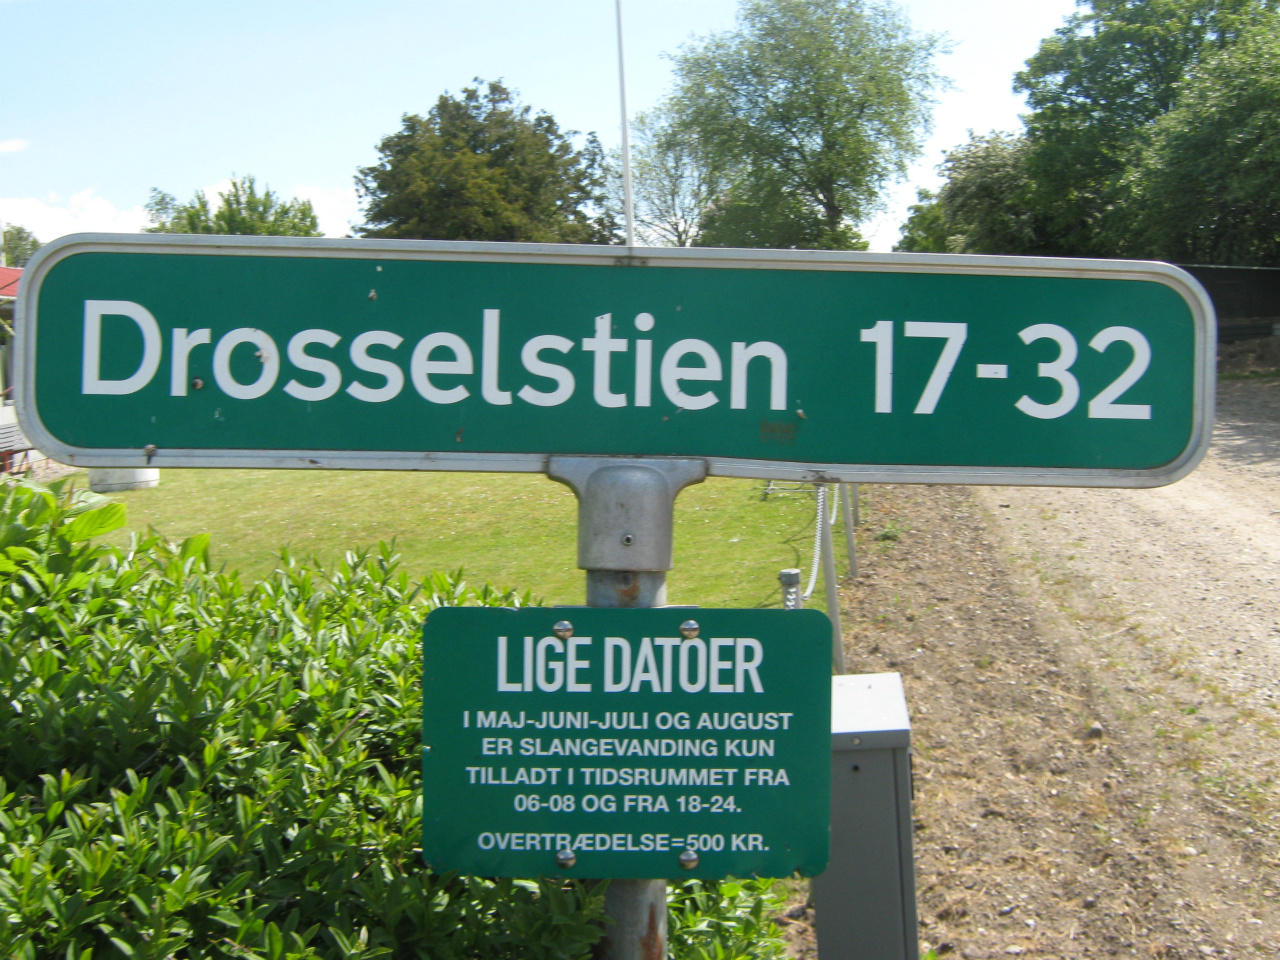 Drosselstien 17-32
LIGE DATOER
I MAJ-JUNI-JULI OG AUGUST
ER SLANGEVANDING KUN
TILLADT I TIDSRUMMET FRA
06-08 OG FRA 18-24.
OVERTRÆDELSE=500 KR.